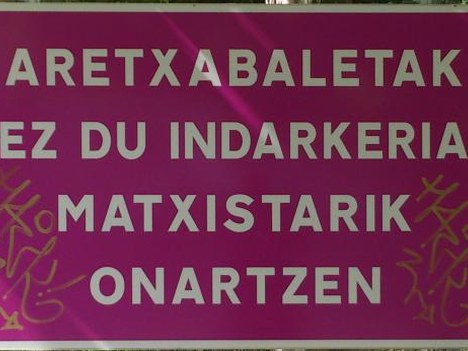 ARETXABALETAK
EZ DU INDARKERIA
MATXISTARIK
ONARTZEN